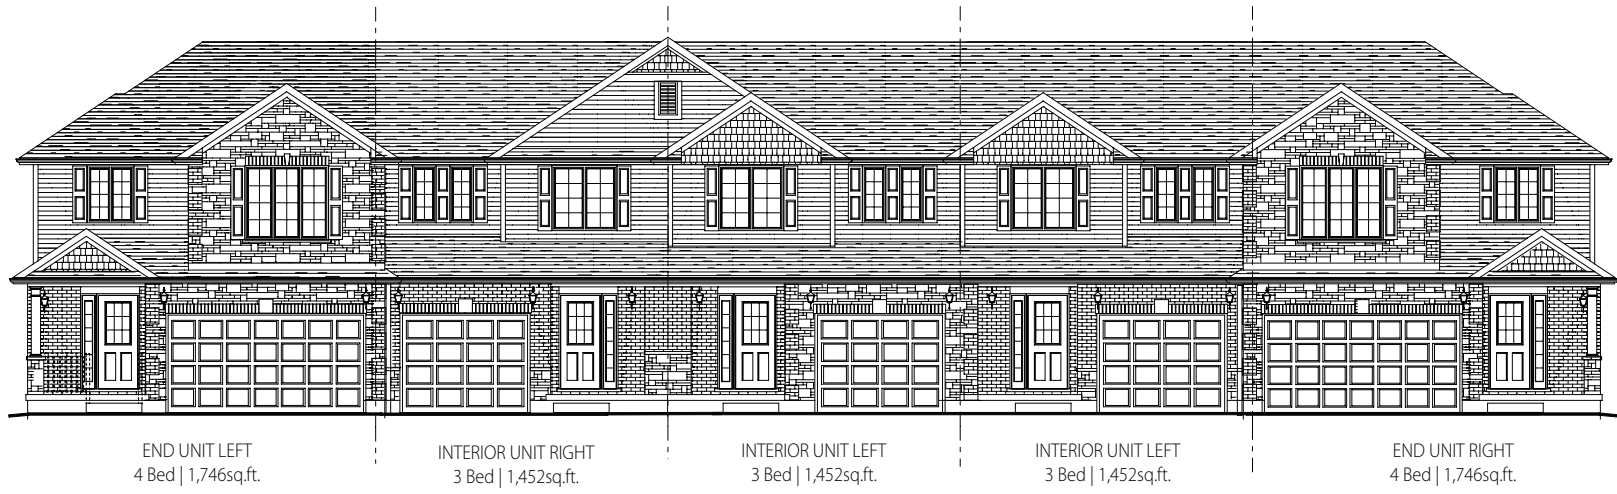 END UNIT LEFT
4 Bed | 1,746sq.ft.
INTERIOR UNIT RIGHT
3 Bed | 1,452sq.ft.
INTERIOR UNIT LEFT
3 Bed | 1,452sq.ft.
INTERIOR UNIT LEFT
3 Bed | 1,452sq.ft.
END UNIT RIGHT
4 Bed | 1,746sq.ft.